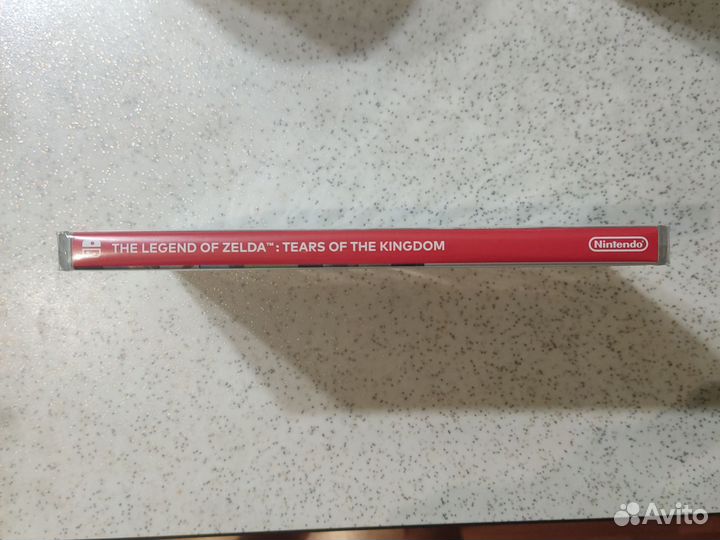 THE LEGEND OF ZELDA™: TEARS OF THE KINGDOM
Nintendo
Avito